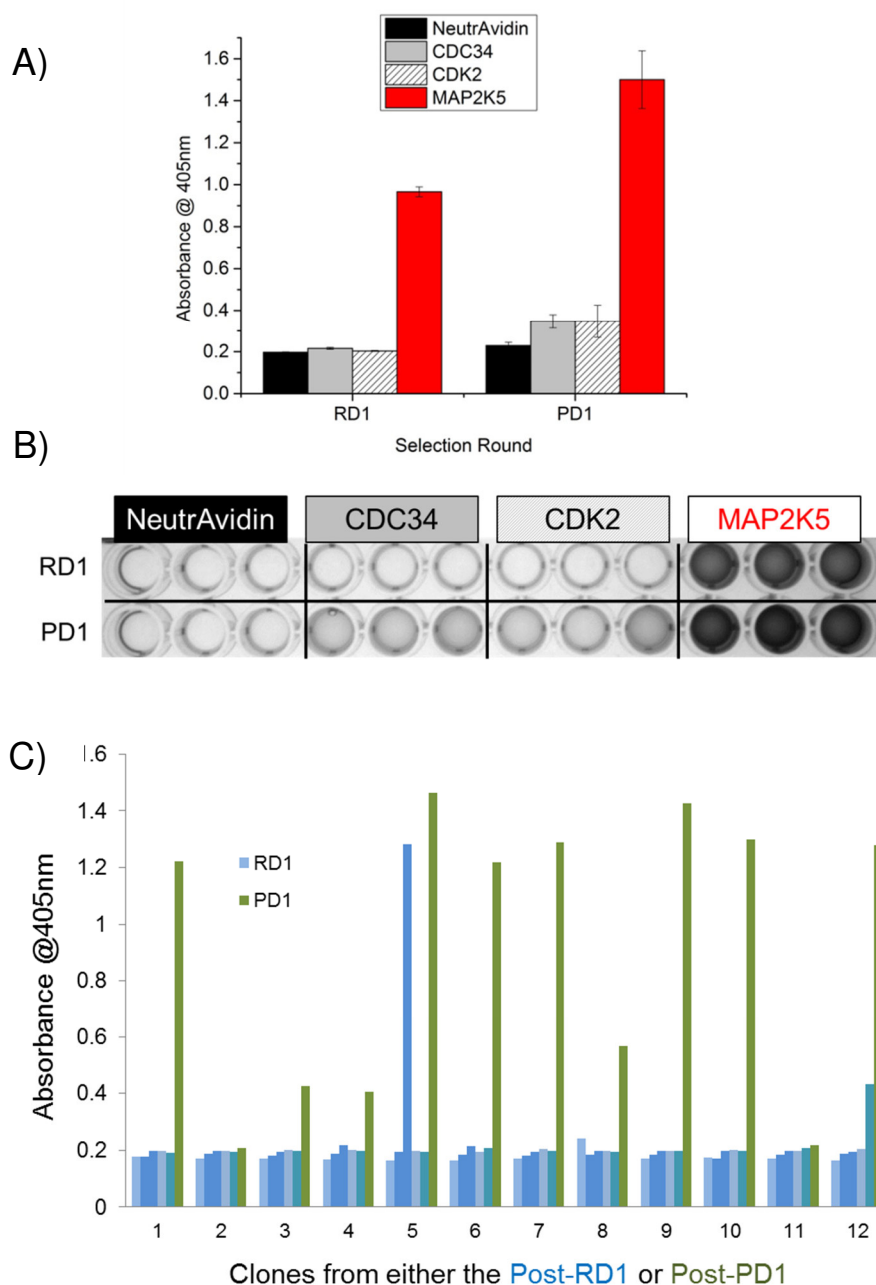 A)
NeutrAvidin
CDC34
CDK2
MAP2K5
1.6
1.4
1.2
1.0
0.8
0.6
0.4
0.2
0.0
Absorbance @ 405nm
RD1
PD1
Selection Round
B)
NeutrAvidin
CDC34
CDK2
MAP2K5
RD1
PD1
C)
1.6
1.4
1.2
1
0.8
0.6
0.4
0.2
0
Absorbance @405nm
RD1
PD1
1 2 3 4 5 6 7 8 9 10 11 12
Clones from either the Post-RD1 or Post-PD1